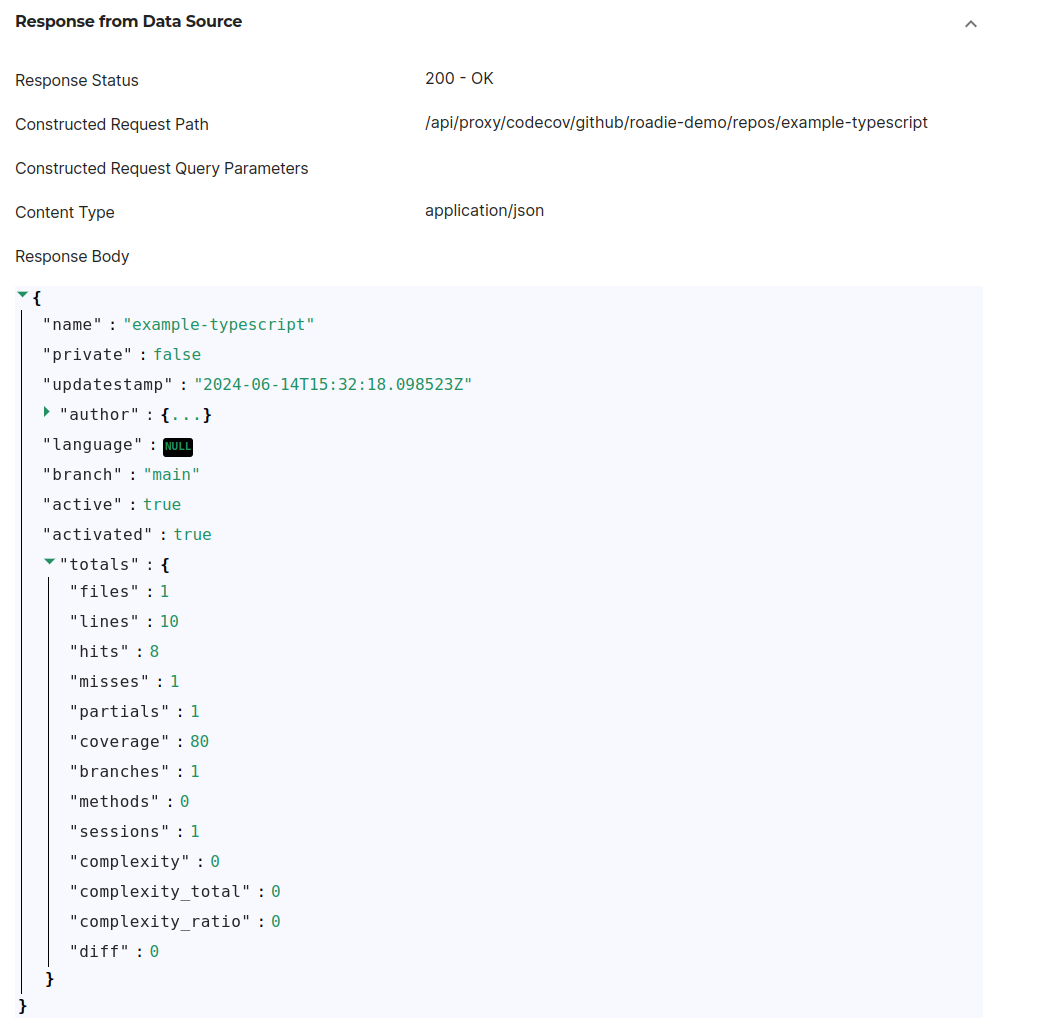 Response from Data Source
Response Status 200 - OK
Constructed Request Path /api/proxy/codecov/github/roadie-demo/repos/example-typescript
Constructed Request Query Parameters
Content Type application/json
Response Body
{
"name" : "example-typescript"
"private" : false
"updatestamp" : "2024-06-14T15:32:18.098523Z"
"author" : {...}
"language" : NULL
"branch" : "main"
"active" : true
"activated" : true
"totals" : {
"files" : 1
"lines" : 10
"hits" : 8
"misses" : 1
"partials" : 1
"coverage" : 80
"branches" : 1
"methods" : 0
"sessions" : 1
"complexity" : 0
"complexity_total" : 0
"complexity_ratio" : 0
"diff" : 0
}
}